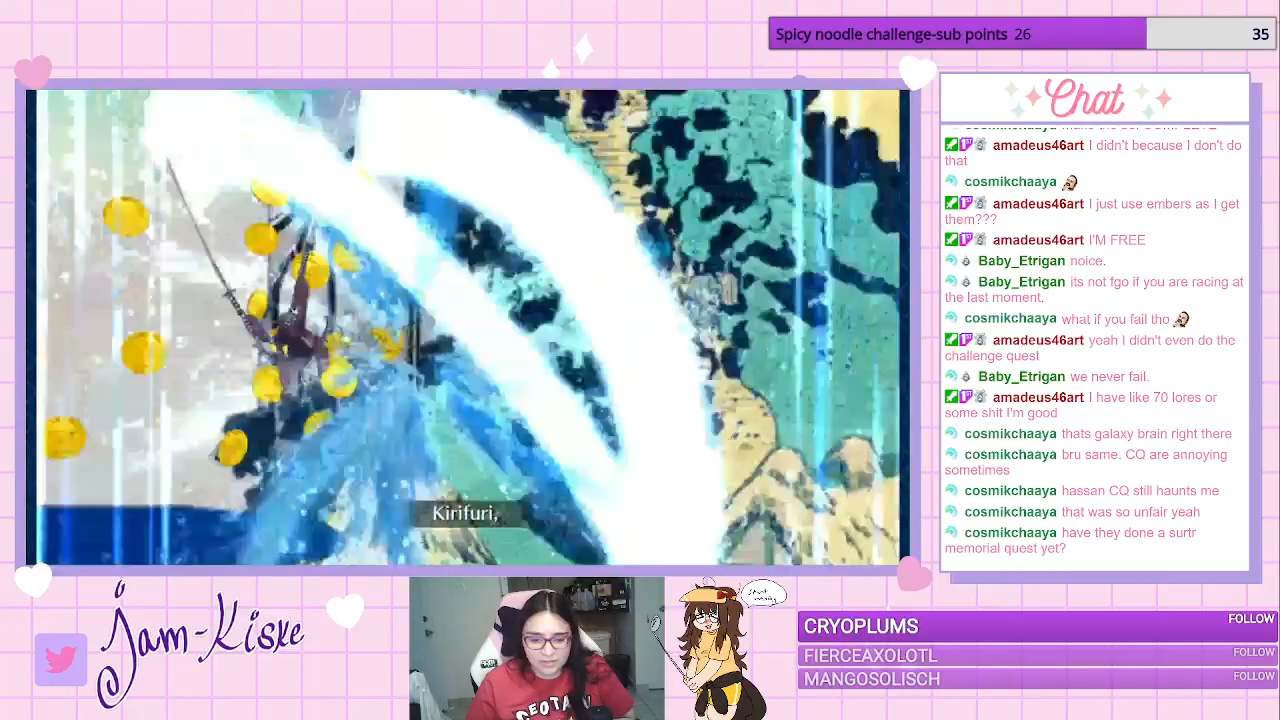 Spicy noodle challenge-sub points 26
35
Chat
amadeus46art I didn't because I don't do
that
cosmikchaaya
amadeus46art I just use embers as I get
them???
amadeus46art I'M FREE
Baby_Etrigan noice.
Baby_Etrigan its not fgo if you are racing at
the last moment.
cosmikchaaya what if you fail tho
amadeus46art yeah I didn't even do the
challenge quest
Baby_Etrigan we never fail.
amadeus46art I have like 70 lores or
some shit I'm good
cosmikchaaya thats galaxy brain right there
cosmikchaaya bru same. CQ are annoying
sometimes
cosmikchaaya hassan CQ still haunts me
cosmikchaaya that was so unfair yeah
cosmikchaaya have they done a surtr
memorial quest yet?
Kirifuri,
@Jam-Kiske
CRYOPLUMS FOLLOW
FIERCEAXOLOTL FOLLOW
MANGOSOLISCH FOLLOW